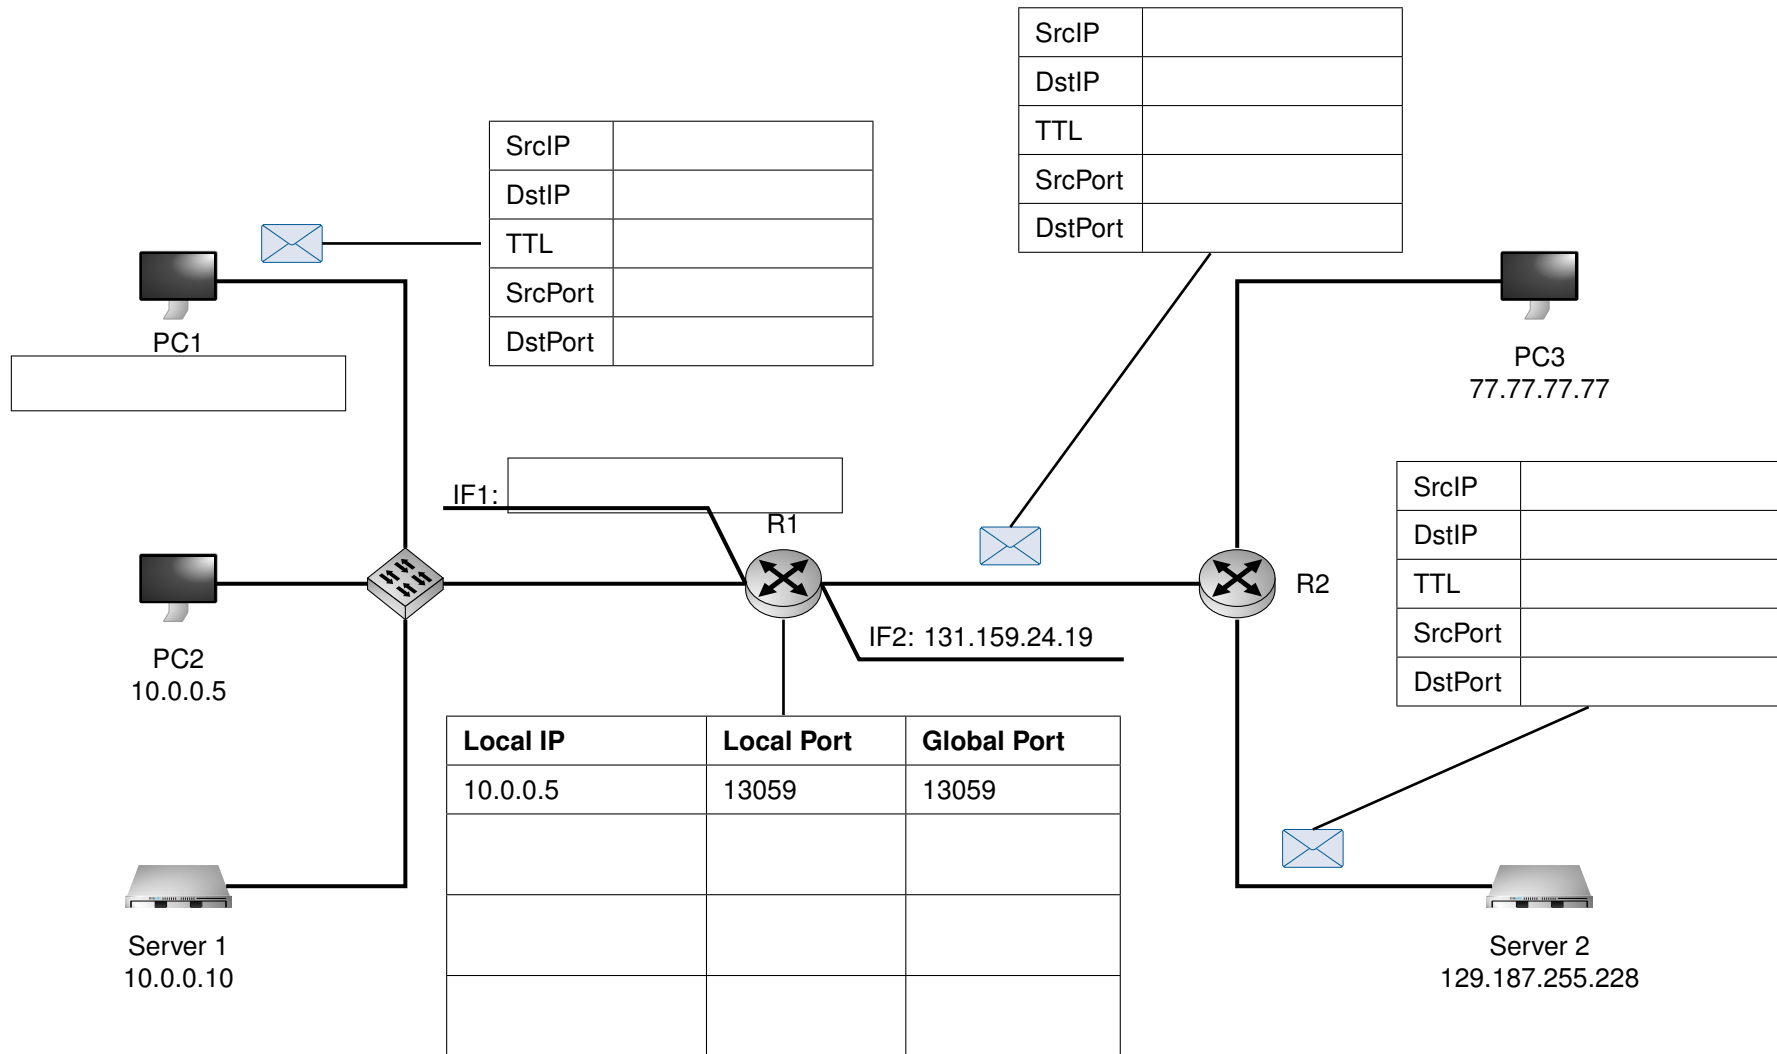 SrcIP
DstIP
TTL
SrcPort
DstPort
SrcIP
DstIP
TTL
SrcPort
DstPort
PC1
PC3
77.77.77.77
IF1:
R1
SrcIP
DstIP
TTL
SrcPort
DstPort
R2
IF2: 131.159.24.19
PC2
10.0.0.5
Local IP Local Port Global Port
10.0.0.5 13059 13059
Server 1
10.0.0.10
Server 2
129.187.255.228